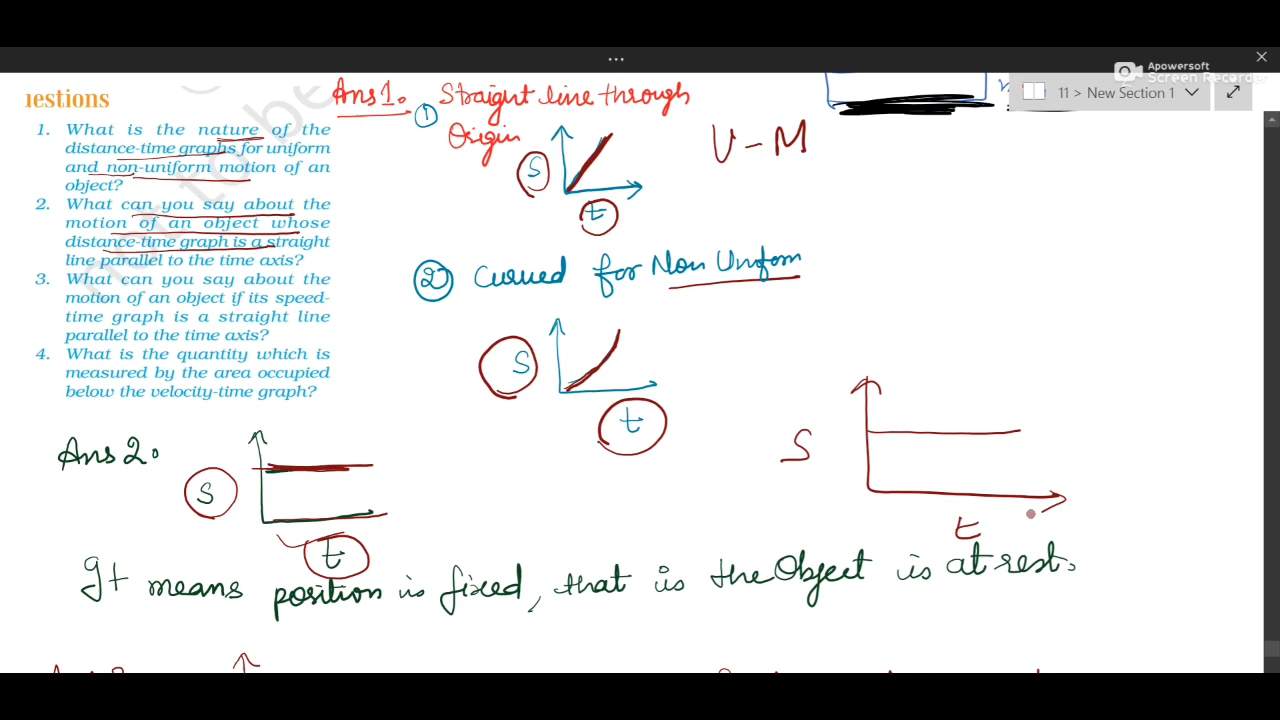 ...
Apowersoft
Screen Recorder
11 > New Section 1
uestions
1. What is the nature of the
distance-time graphs for uniform
and non-uniform motion of an
object?
2. What can you say about the
motion of an object whose
distance-time graph is a straight
line parallel to the time axis?
3. What can you say about the
motion of an object if its speed-
time graph is a straight line
parallel to the time axis?
4. What is the quantity which is
measured by the area occupied
below the velocity-time graph?
not to be
Ans 1. ① Straight line through
Origin
S
t
U - M
② Curved for Non Uniform
S
t
Ans 2.
S
t
S
t
It means position is fixed, that is the Object is at rest.